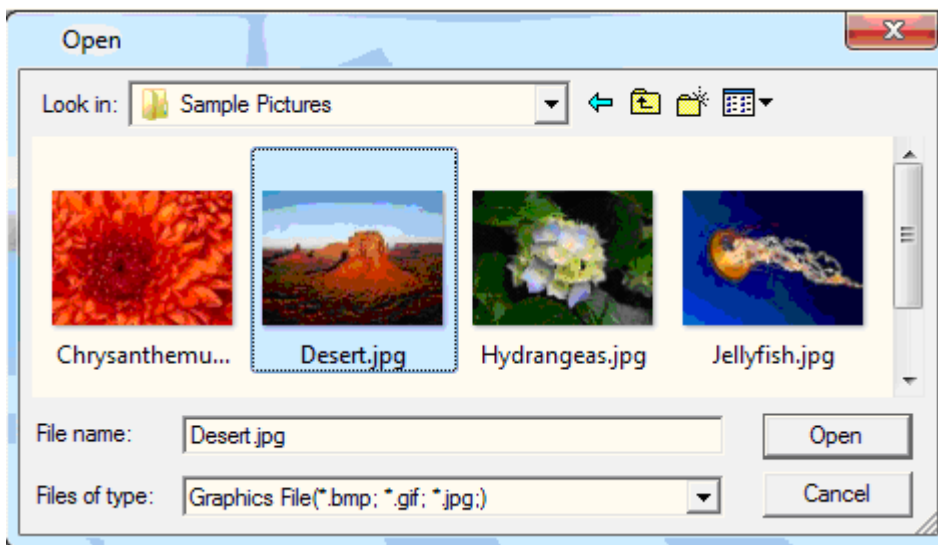 Open
Look in: Sample Pictures
Chrysanthemu... Desert.jpg Hydrangeas.jpg Jellyfish.jpg
File name: Desert.jpg Open
Files of type: Graphics File(*.bmp; *.gif; *.jpg;) Cancel